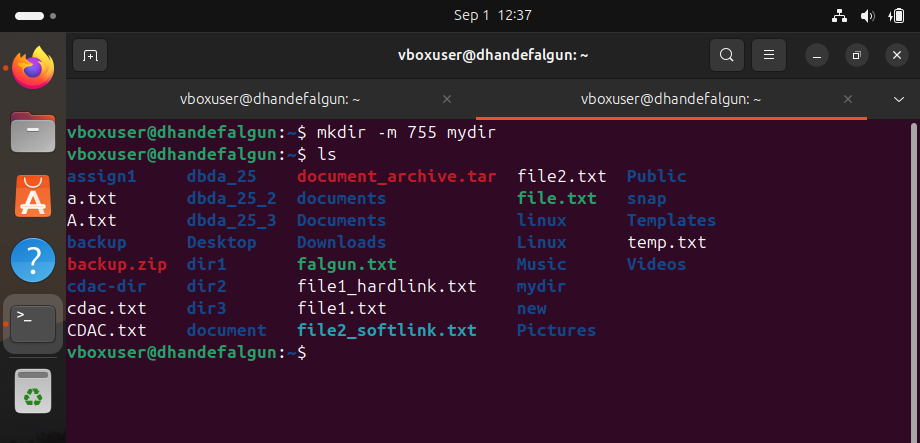 Sep 1 12:37
vboxuser@dhandefalgun: ~
vboxuser@dhandefalgun: ~
vboxuser@dhandefalgun: ~
vboxuser@dhandefalgun:~$ mkdir -m 755 mydir
vboxuser@dhandefalgun:~$ ls
assign1 dbda_25 document_archive.tar file2.txt Public
a.txt dbda_25_2 documents file.txt snap
A.txt dbda_25_3 Documents linux Templates
backup Desktop Downloads Linux temp.txt
backup.zip dir1 falgun.txt Music Videos
cdac-dir dir2 file1_hardlink.txt mydir
cdac.txt dir3 file1.txt new
CDAC.txt document file2_softlink.txt Pictures
vboxuser@dhandefalgun:~$